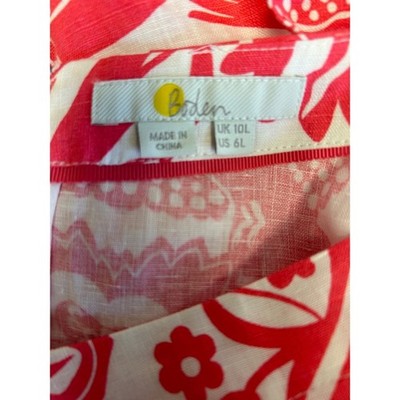 Boden
MADE IN
CHINA
UK 10L
US 6L